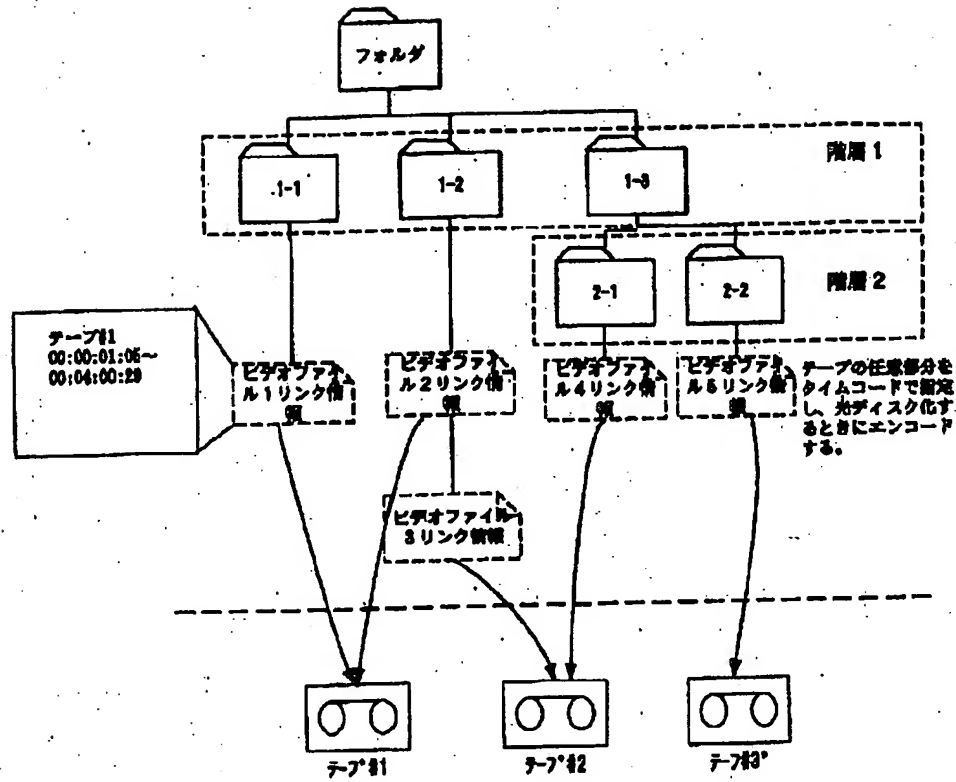 フォルダ
階層 1
1-1
1-2
1-3
2-1
2-2
階層 2
テープ#1
00:00:01:05～
00:04:00:29
ビデオファイ
ル1リンク情
報
ビデオファイ
ル2リンク情
報
ビデオファイ
ル4リンク情
報
ビデオファイ
ル5リンク情
報
テープの任意部分を
タイムコードで指定
し、光ディスク化す
るときにエンコード
する。
ビデオファイル
3リンク情報
テープ#1
テープ#2
テープ#3